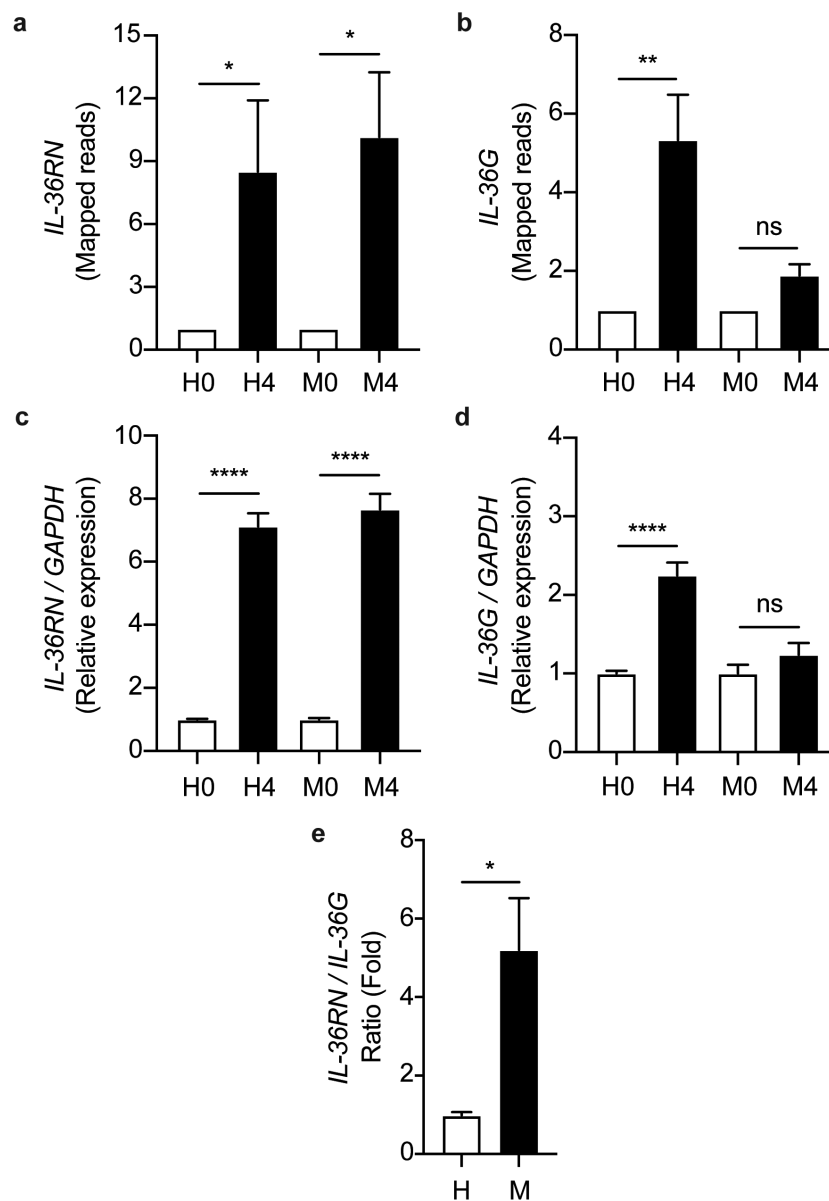 a
IL-36RN
(Mapped reads)
15
12
9
6
3
0
*
*
H0 H4 M0 M4
b
IL-36G
(Mapped reads)
8
6
4
2
0
**
ns
H0 H4 M0 M4
c
IL-36RN / GAPDH
(Relative expression)
10
8
6
4
2
0
****
****
H0 H4 M0 M4
d
IL-36G / GAPDH
(Relative expression)
4
3
2
1
0
****
ns
H0 H4 M0 M4
e
IL-36RN / IL-36G
Ratio (Fold)
8
6
4
2
0
*
H M